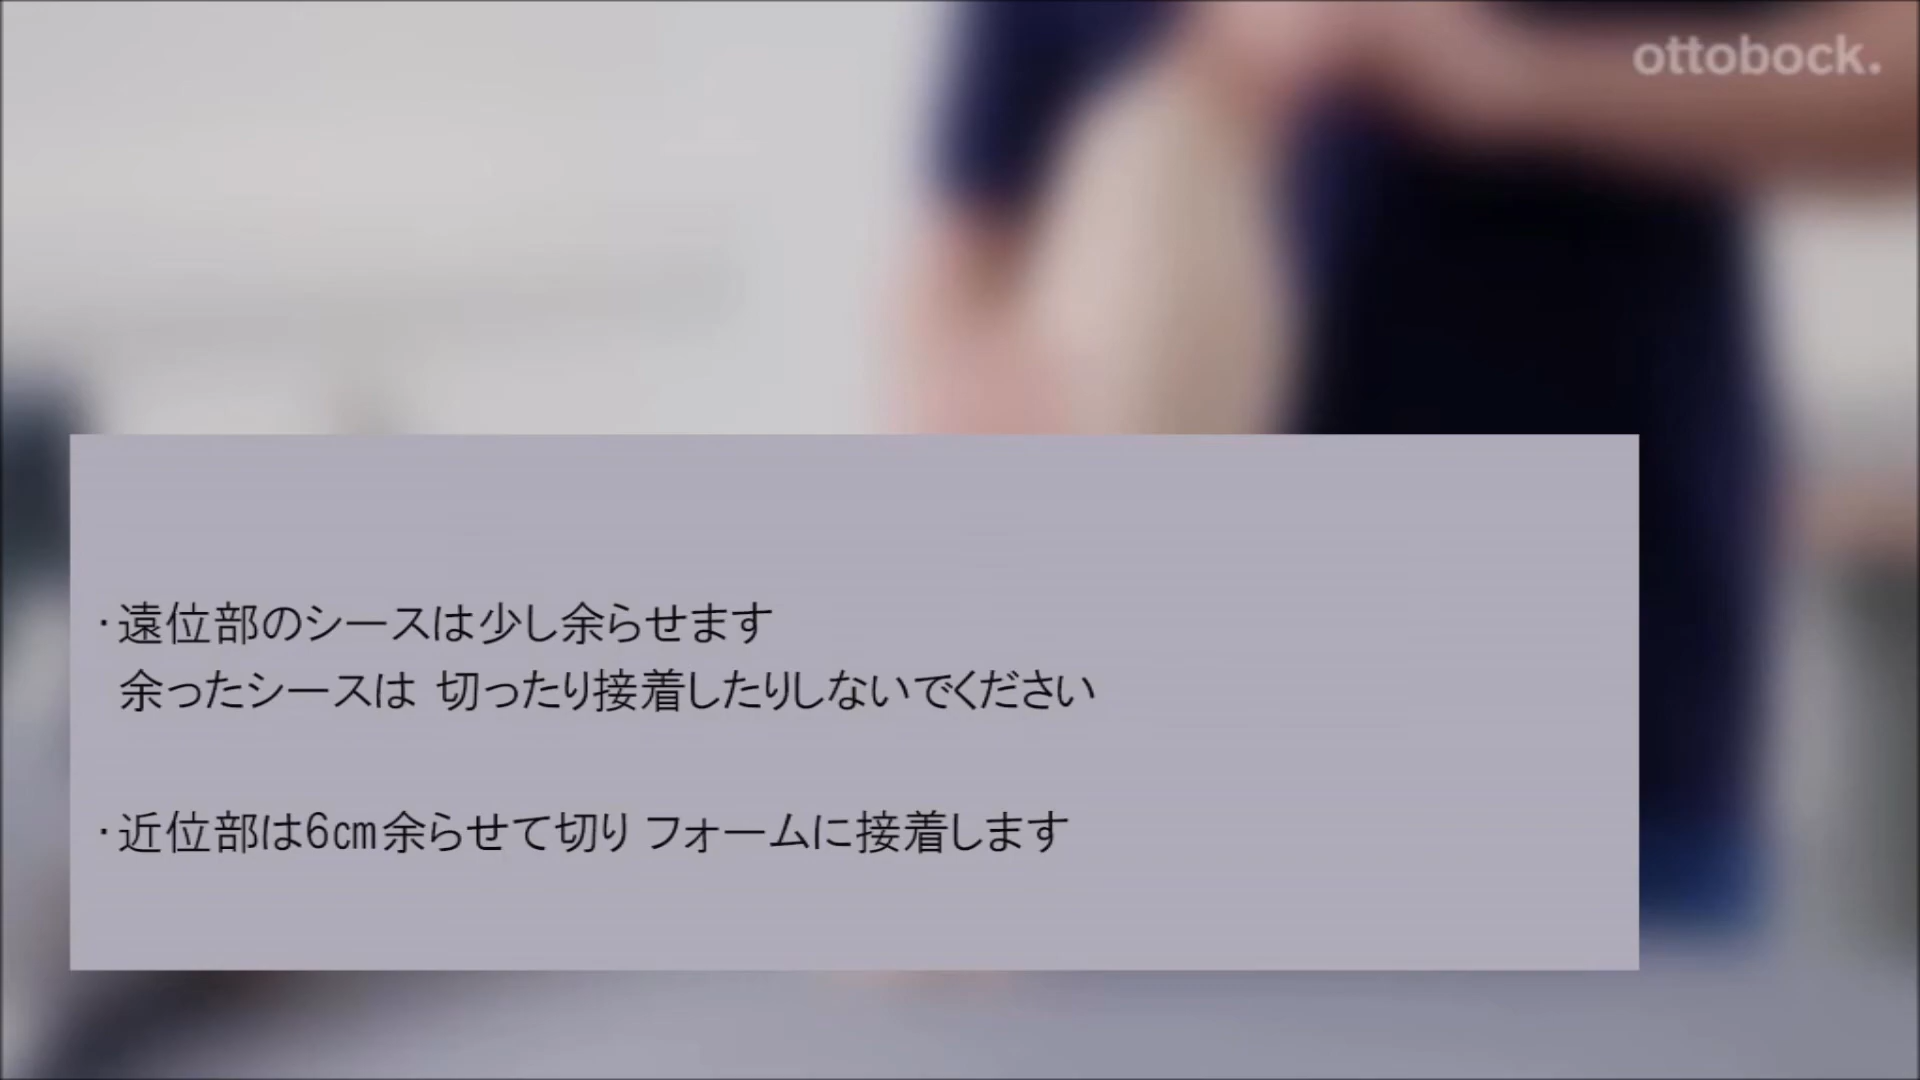 ottobock.
・遠位部のシースは少し余らせます
余ったシースは 切ったり接着したりしないでください
・近位部は6㎝余らせて切り フォームに接着します